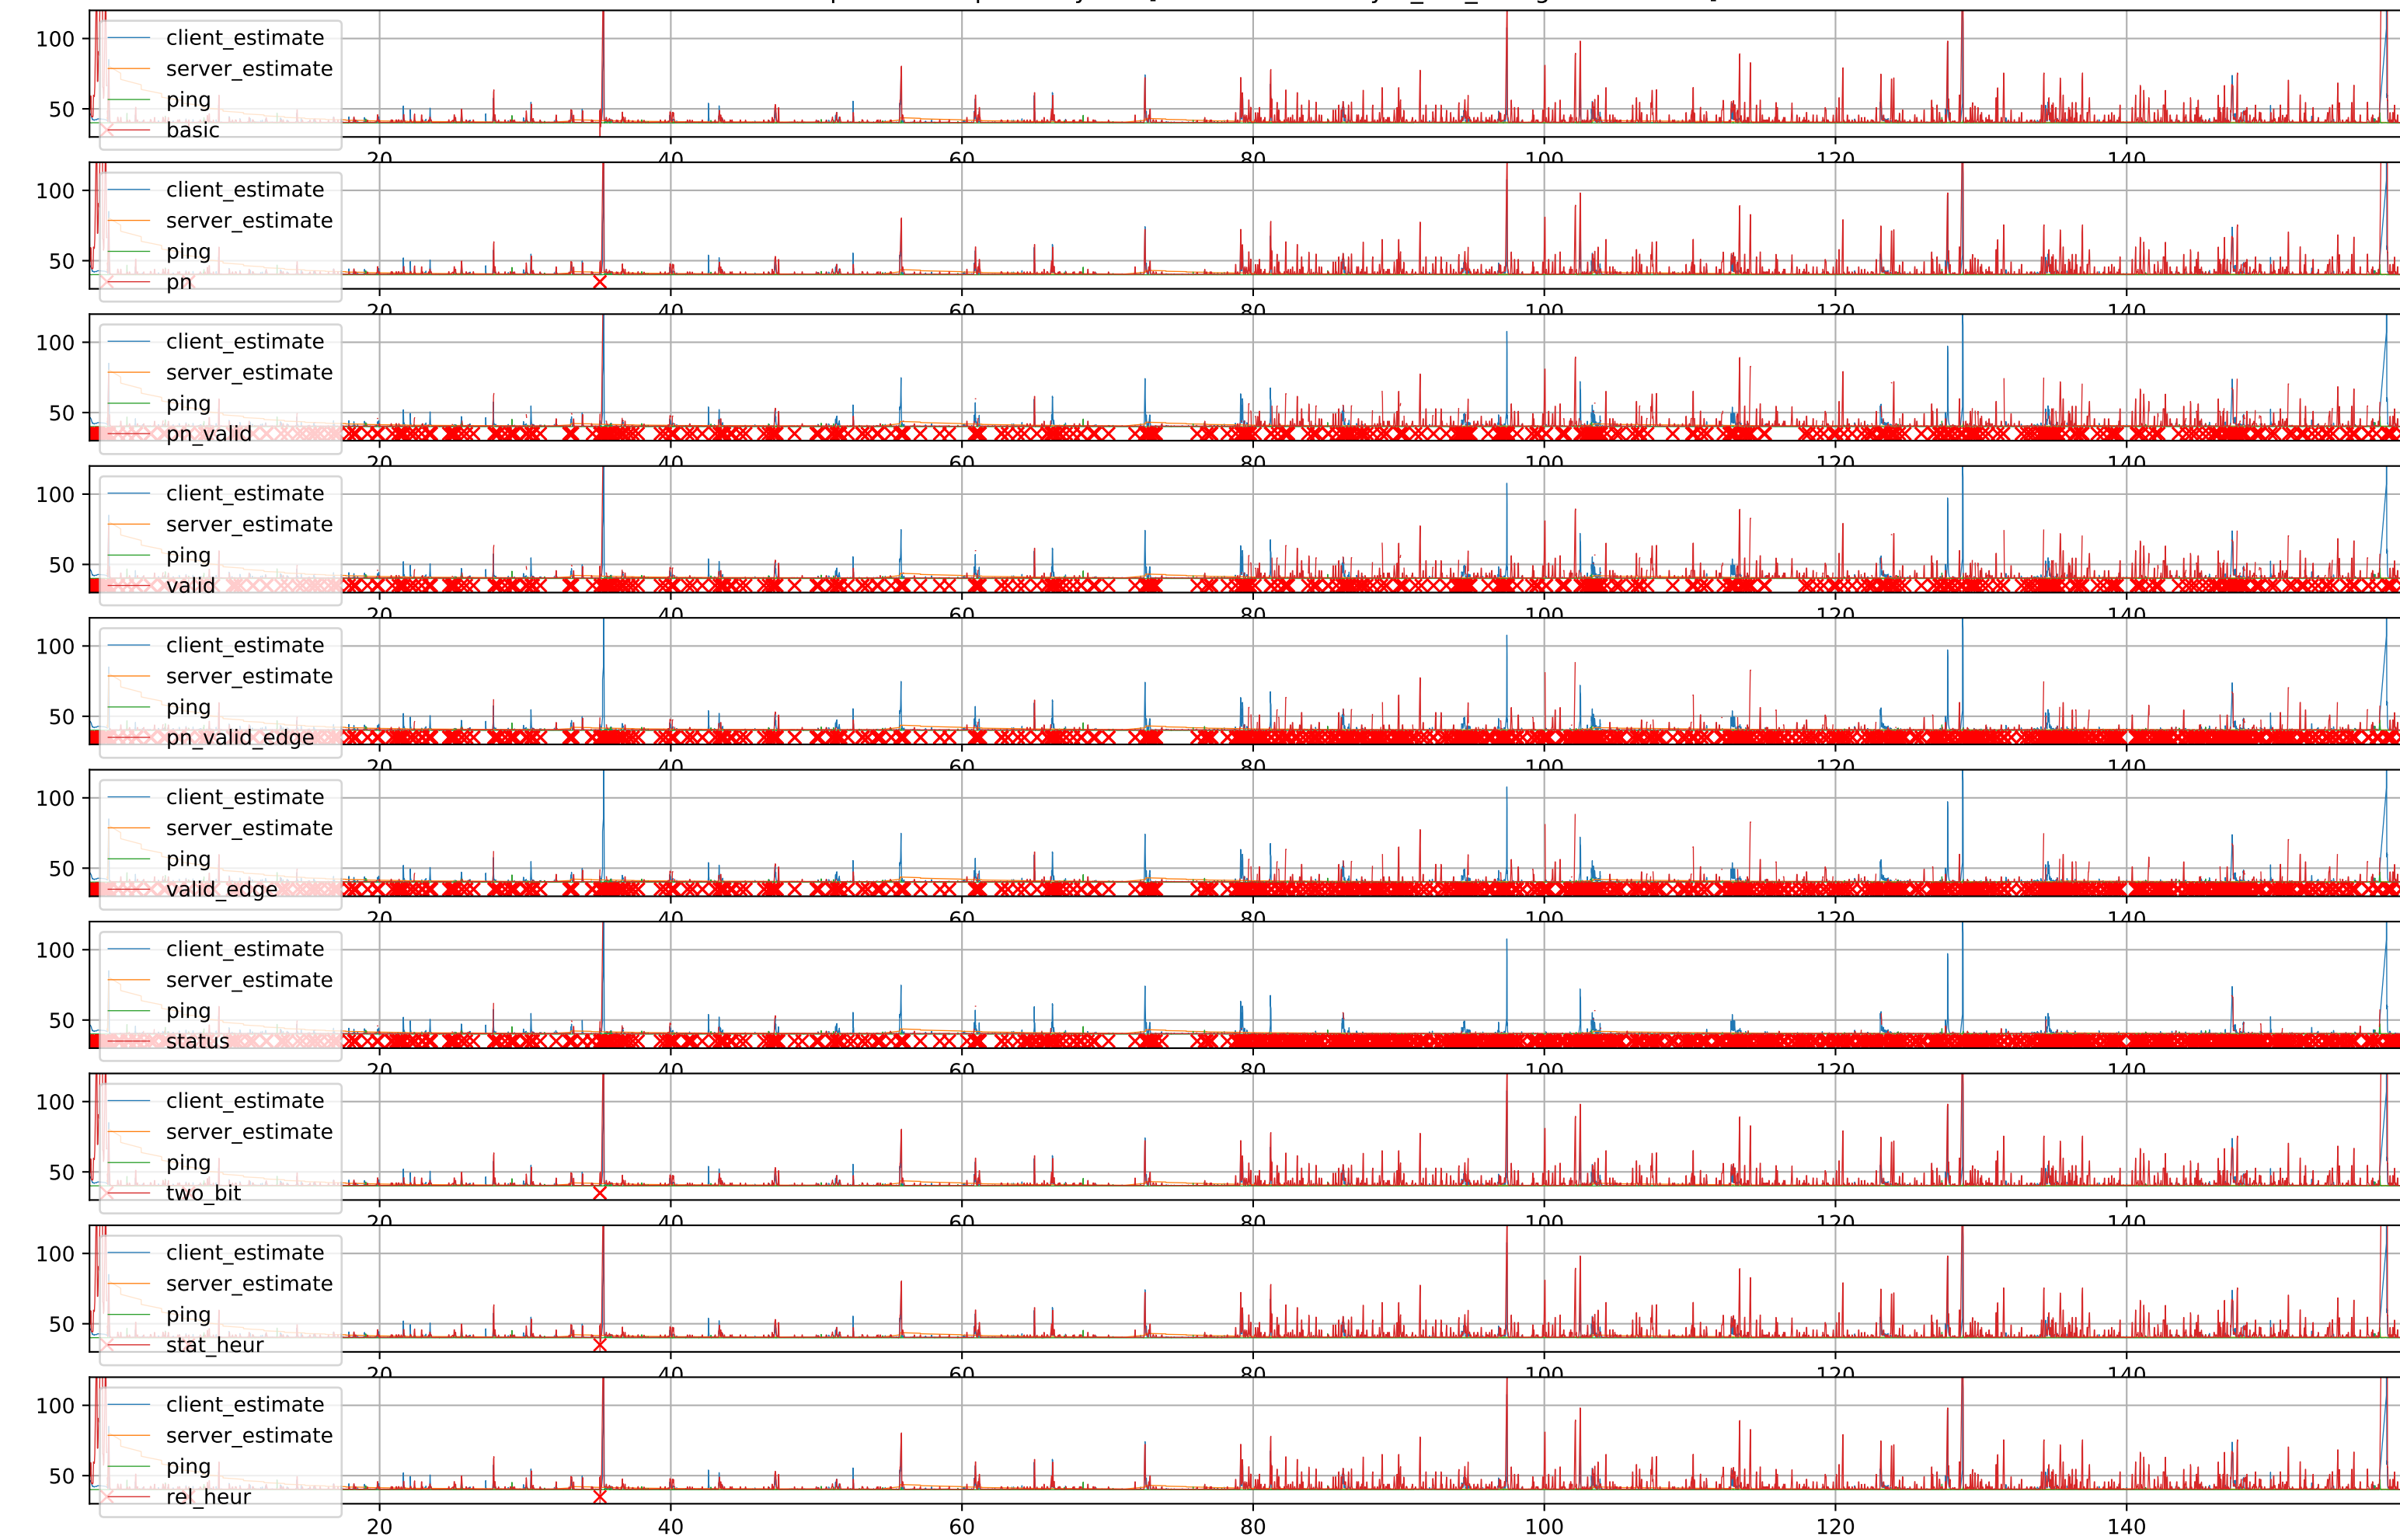 100
50
client_estimate
server_estimate
ping
basic
20 40 60 80 100 120 140
100
50
client_estimate
server_estimate
ping
pn
20 40 60 80 100 120 140
100
50
client_estimate
server_estimate
ping
pn_valid
20 40 60 80 100 120 140
100
50
client_estimate
server_estimate
ping
valid
20 40 60 80 100 120 140
100
50
client_estimate
server_estimate
ping
pn_valid_edge
20 40 60 80 100 120 140
100
50
client_estimate
server_estimate
ping
valid_edge
20 40 60 80 100 120 140
100
50
client_estimate
server_estimate
ping
status
20 40 60 80 100 120 140
100
50
client_estimate
server_estimate
ping
two_bit
20 40 60 80 100 120 140
100
50
client_estimate
server_estimate
ping
stat_heur
20 40 60 80 100 120 140
100
50
client_estimate
server_estimate
ping
rel_heur
20 40 60 80 100 120 140